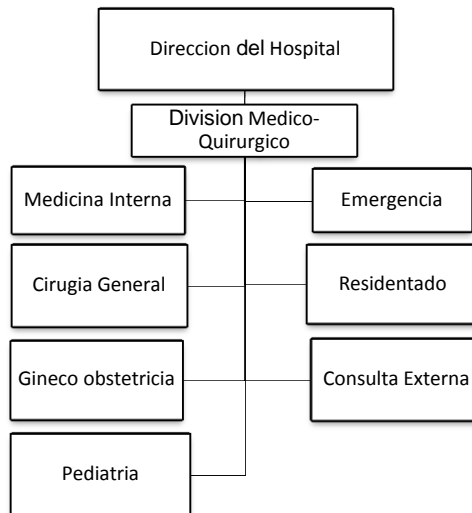 Direccion del Hospital
Division Medico-
Quirurgico
Medicina Interna
Emergencia
Cirugia General
Residentado
Gineco obstetricia
Consulta Externa
Pediatria